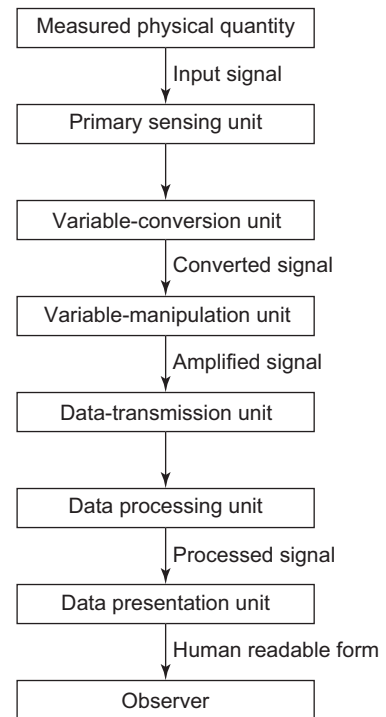 Measured physical quantity
Input signal
Primary sensing unit
Variable-conversion unit
Converted signal
Variable-manipulation unit
Amplified signal
Data-transmission unit
Data processing unit
Processed signal
Data presentation unit
Human readable form
Observer